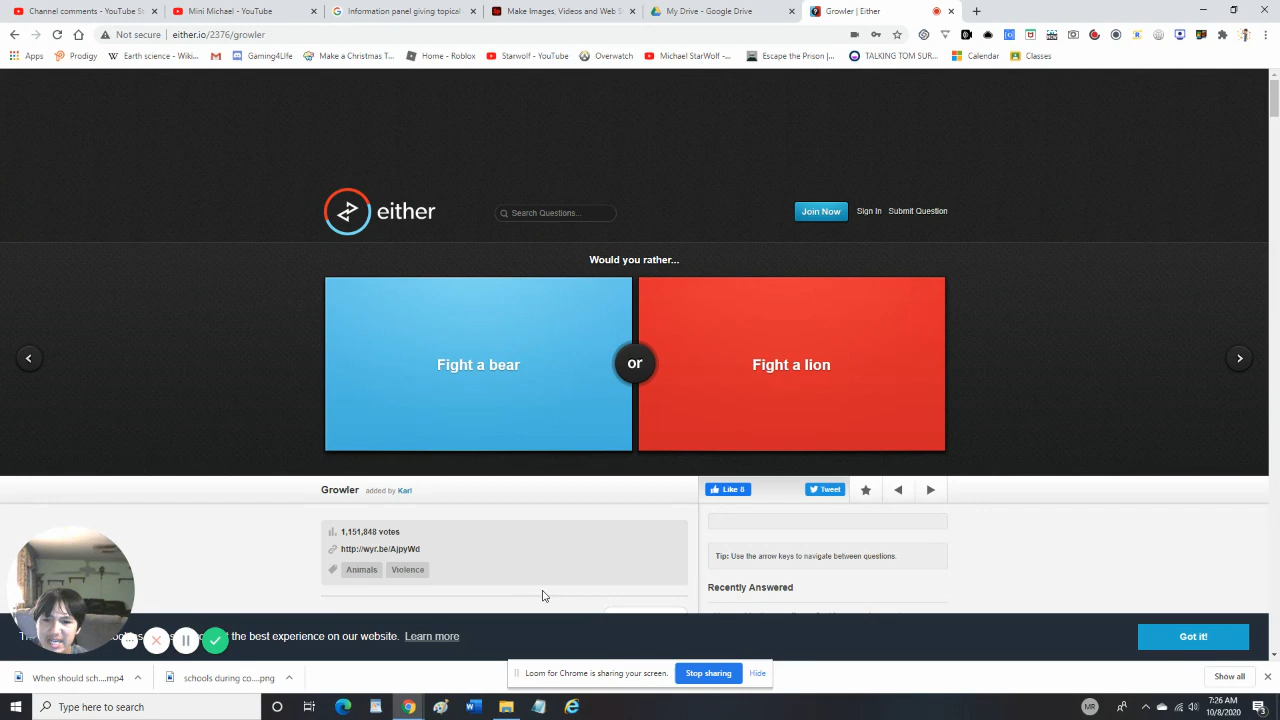 Channel comments - YouTube St
Mini Michael - YouTube
Information panel giving topical
Make Images, Videos and Web S
My Drive - Google Drive
Growler | Either
Not secure | either.io/2376/growler
Apps
Prodigy
Earth science - Wiki...
Gaming4Life
Make a Christmas T...
Home - Roblox
Starwolf - YouTube
Overwatch
Michael StarWolf -...
Escape the Prison |...
TALKING TOM SUR...
Calendar
Classes
either
Search Questions...
Join Now
Sign In
Submit Question
Would you rather...
Fight a bear
or
Fight a lion
Growler added by Karl
Like 8
Tweet
1,151,848 votes
http://wyr.be/AjpyWd
Animals
Violence
Tip: Use the arrow keys to navigate between questions.
Recently Answered
the best experience on our website. Learn more
Got it!
Loom for Chrome is sharing your screen.
Stop sharing
Hide
When should sch....mp4
schools during co....png
Show all
Type here to search
MR
7:26 AM
10/8/2020